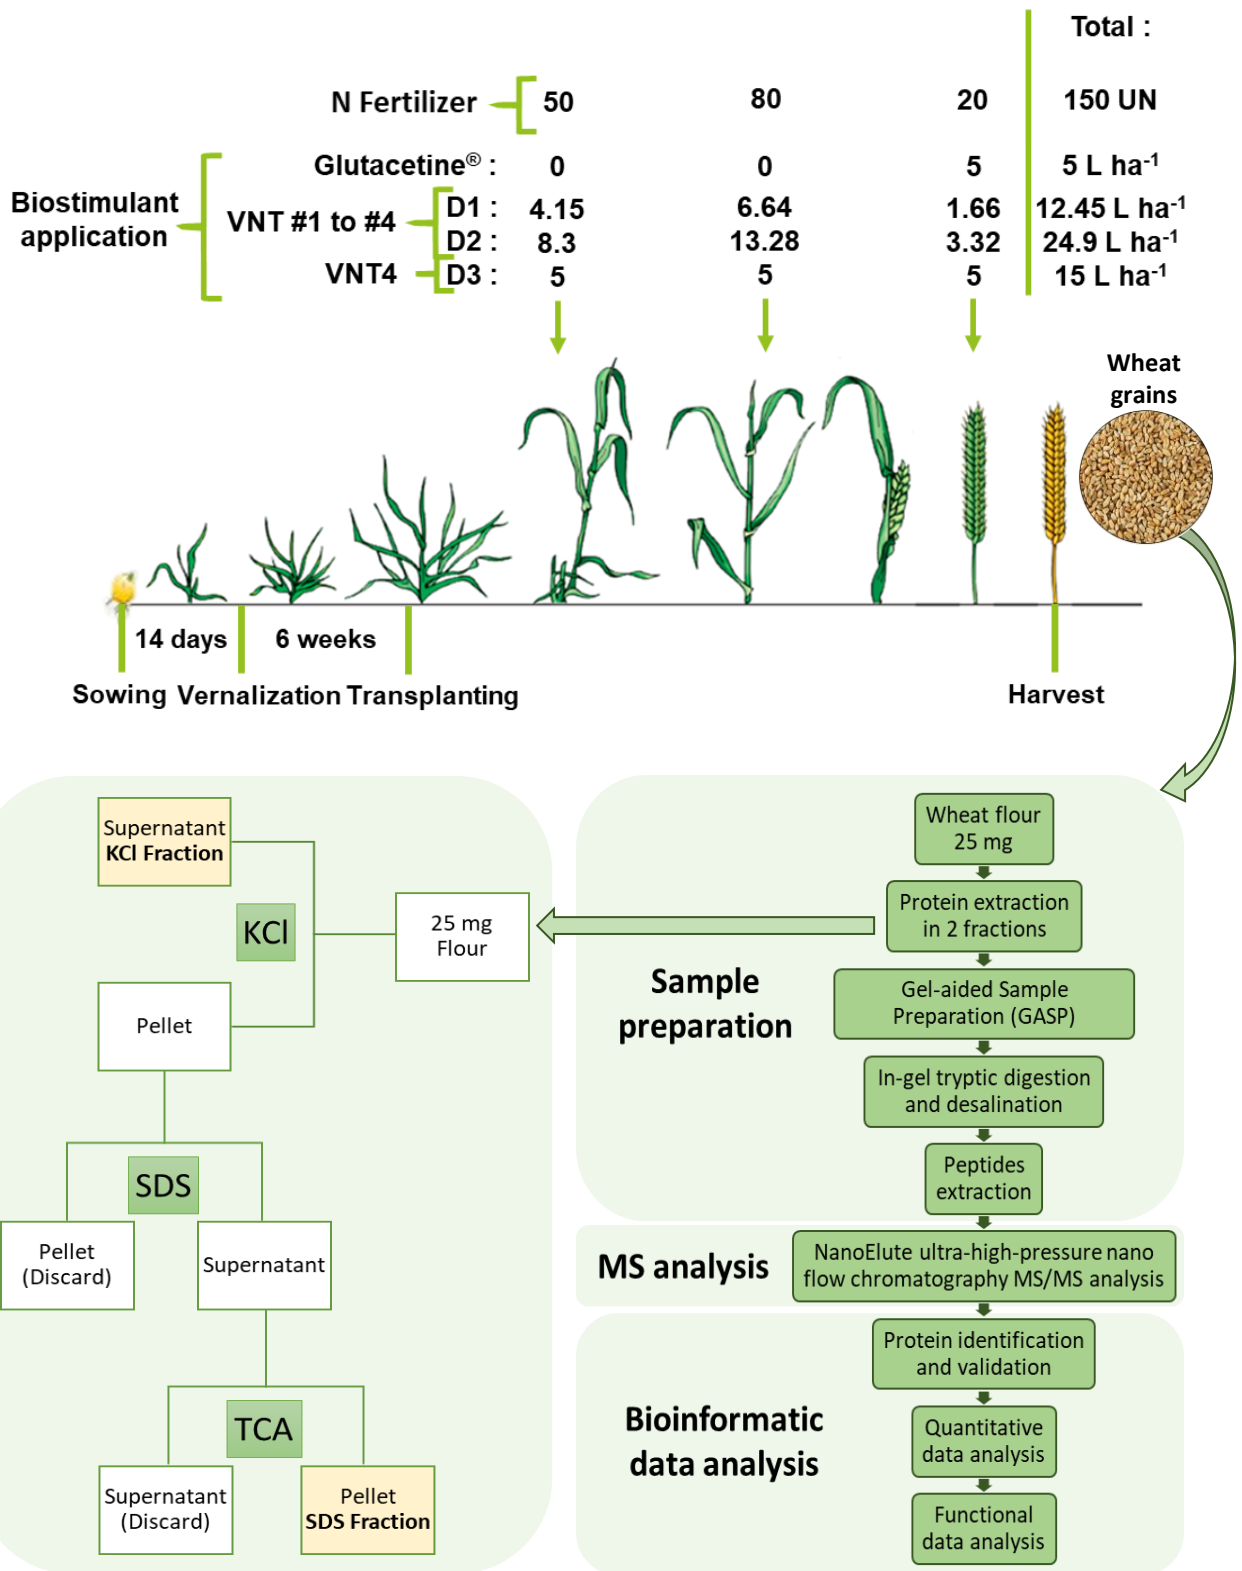 Total :
N Fertilizer 50 80 20 150 UN
Glutacetine® : 0 0 5 5 L ha-1
Biostimulant
application
VNT #1 to #4
D1 : 4.15 6.64 1.66 12.45 L ha-1
D2 : 8.3 13.28 3.32 24.9 L ha-1
VNT4 D3 : 5 5 5 15 L ha-1
Wheat
grains
14 days 6 weeks
Sowing Vernalization Transplanting Harvest
Supernatant
KCl Fraction
KCl
25 mg
Flour
Pellet
SDS
Pellet
(Discard)
Supernatant
TCA
Supernatant
(Discard)
Pellet
SDS Fraction
Sample
preparation
Wheat flour
25 mg
Protein extraction
in 2 fractions
Gel-aided Sample
Preparation (GASP)
In-gel tryptic digestion
and desalination
Peptides
extraction
MS analysis
NanoElute ultra-high-pressure nano
flow chromatography MS/MS analysis
Bioinformatic
data analysis
Protein identification
and validation
Quantitative
data analysis
Functional
data analysis